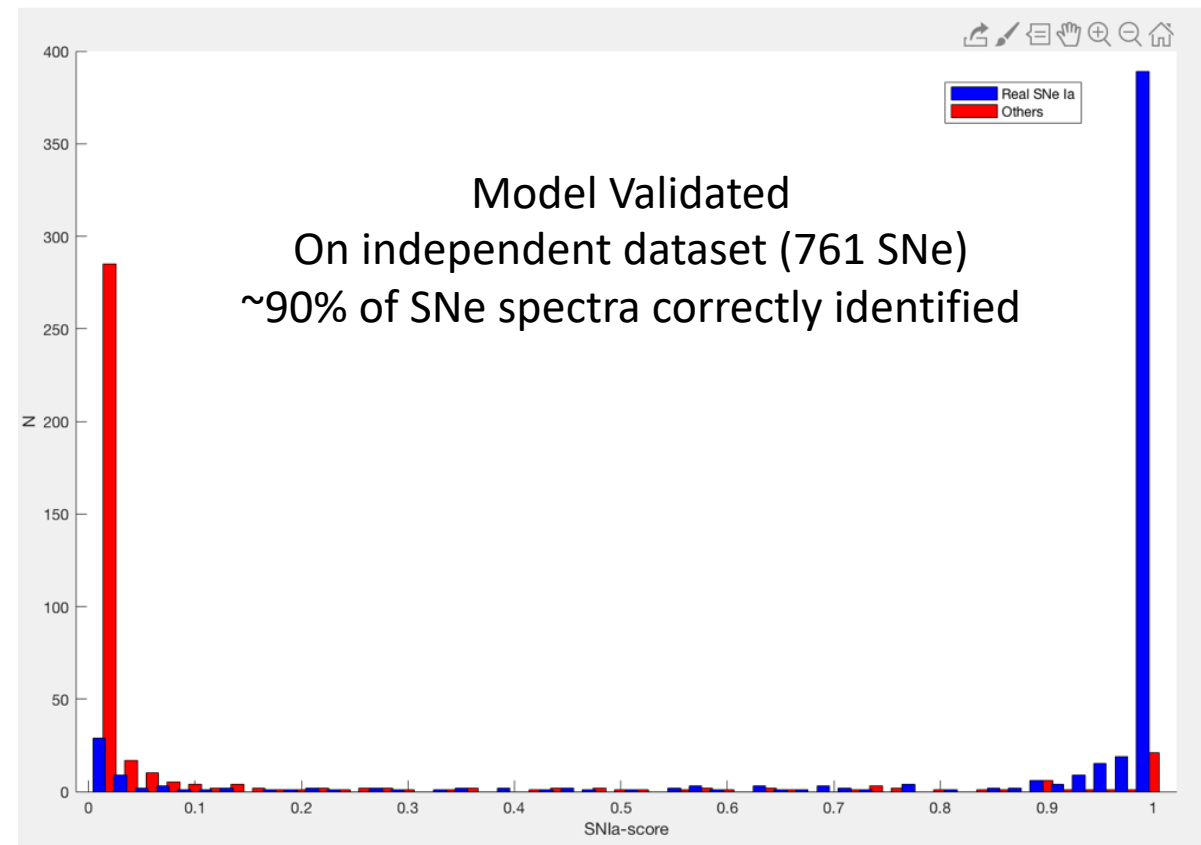 400
Real SNe Ia
Others
350
Model Validated
300
On independent dataset (761 SNe)
~90% of SNe spectra correctly identified
250
N
200
150
100
50
0
0 0.1 0.2 0.3 0.4 0.5 0.6 0.7 0.8 0.9 1
SNIa-score